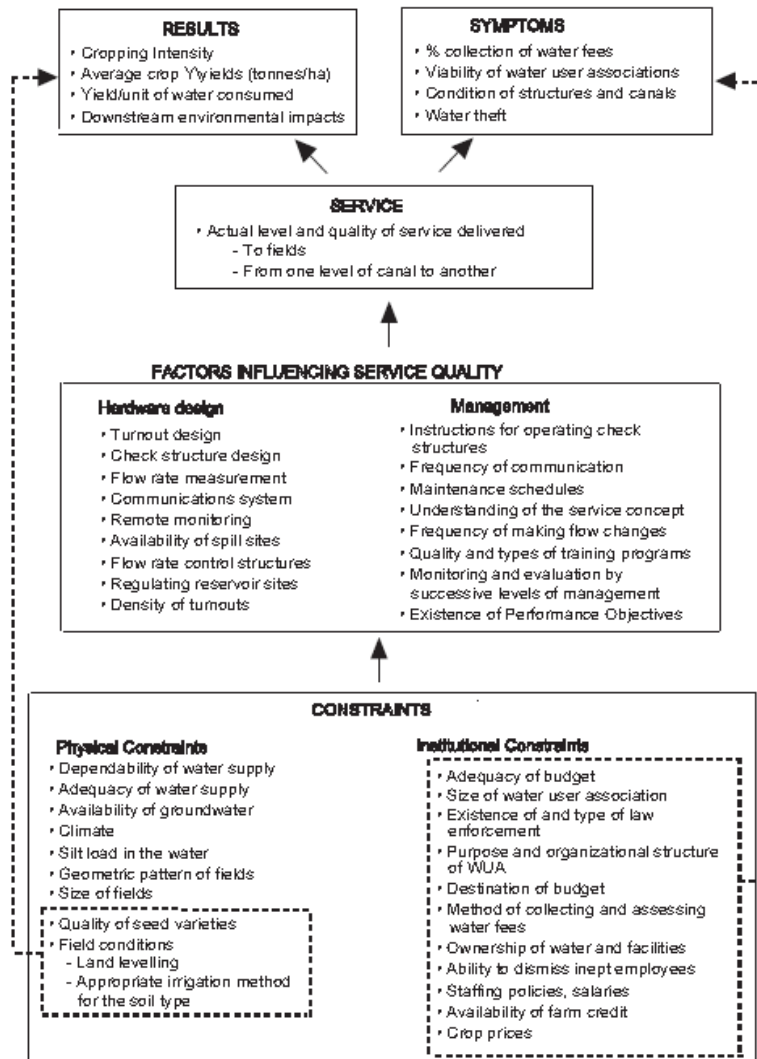 RESULTS
• Cropping Intensity
• Average crop Y'yields (tonnes/ha)
• Yield/unit of water consumed
• Downstream environmental impacts
SYMPTOMS
• % collection of water fees
• Viability of water user associations
• Condition of structures and canals
• Water theft
SERVICE
• Actual level and quality of service delivered
- To fields
- From one level of canal to another
FACTORS INFLUENCING SERVICE QUALITY
Hardware design
• Turnout design
• Check structure design
• Flow rate measurement
• Communications system
• Remote monitoring
• Availability of spill sites
• Flow rate control structures
• Regulating reservoir sites
• Density of turnouts
Management
• Instructions for operating check
structures
• Frequency of communication
• Maintenance schedules
• Understanding of the service concept
• Frequency of making flow changes
• Quality and types of training programs
• Monitoring and evaluation by
successive levels of management
• Existence of Performance Objectives
CONSTRAINTS
Physical Constraints
• Dependability of water supply
• Adequacy of water supply
• Availability of groundwater
• Climate
• Silt load in the water
• Geometric pattern of fields
• Size of fields
• Quality of seed varieties
• Field conditions
- Land levelling
- Appropriate irrigation method
for the soil type
Institutional Constraints
• Adequacy of budget
• Size of water user association
• Existence of and type of law
enforcement
• Purpose and organizational structure
of WUA
• Destination of budget
• Method of collecting and assessing
water fees
• Ownership of water and facilities
• Ability to dismiss inept employees
• Staffing policies, salaries
• Availability of farm credit
• Crop prices